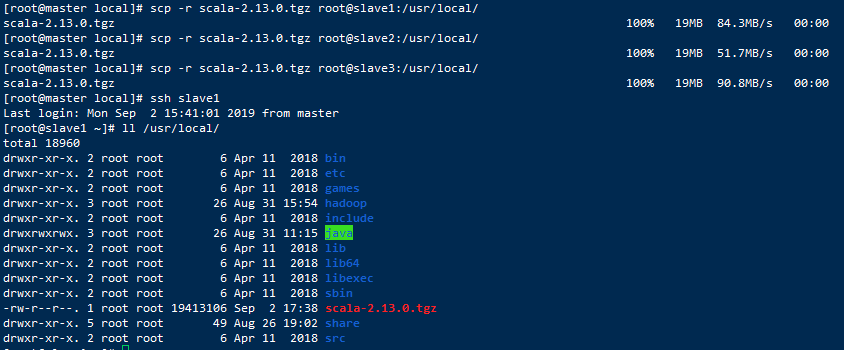 [root@master local]# scp -r scala-2.13.0.tgz root@slave1:/usr/local/
scala-2.13.0.tgz 100% 19MB 84.3MB/s 00:00
[root@master local]# scp -r scala-2.13.0.tgz root@slave2:/usr/local/
scala-2.13.0.tgz 100% 19MB 51.7MB/s 00:00
[root@master local]# scp -r scala-2.13.0.tgz root@slave3:/usr/local/
scala-2.13.0.tgz 100% 19MB 90.8MB/s 00:00
[root@master local]# ssh slave1
Last login: Mon Sep  2 15:41:01 2019 from master
[root@slave1 ~]# ll /usr/local/
total 18960
drwxr-xr-x. 2 root root        6 Apr 11  2018 bin
drwxr-xr-x. 2 root root        6 Apr 11  2018 etc
drwxr-xr-x. 2 root root        6 Apr 11  2018 games
drwxr-xr-x. 3 root root       26 Aug 31 15:54 hadoop
drwxr-xr-x. 2 root root        6 Apr 11  2018 include
drwxrwxrwx. 3 root root       26 Aug 31 11:15 java
drwxr-xr-x. 2 root root        6 Apr 11  2018 lib
drwxr-xr-x. 2 root root        6 Apr 11  2018 lib64
drwxr-xr-x. 2 root root        6 Apr 11  2018 libexec
drwxr-xr-x. 2 root root        6 Apr 11  2018 sbin
-rw-r--r--. 1 root root 19413106 Sep  2 17:38 scala-2.13.0.tgz
drwxr-xr-x. 5 root root       49 Aug 26 19:02 share
drwxr-xr-x. 2 root root        6 Apr 11  2018 src